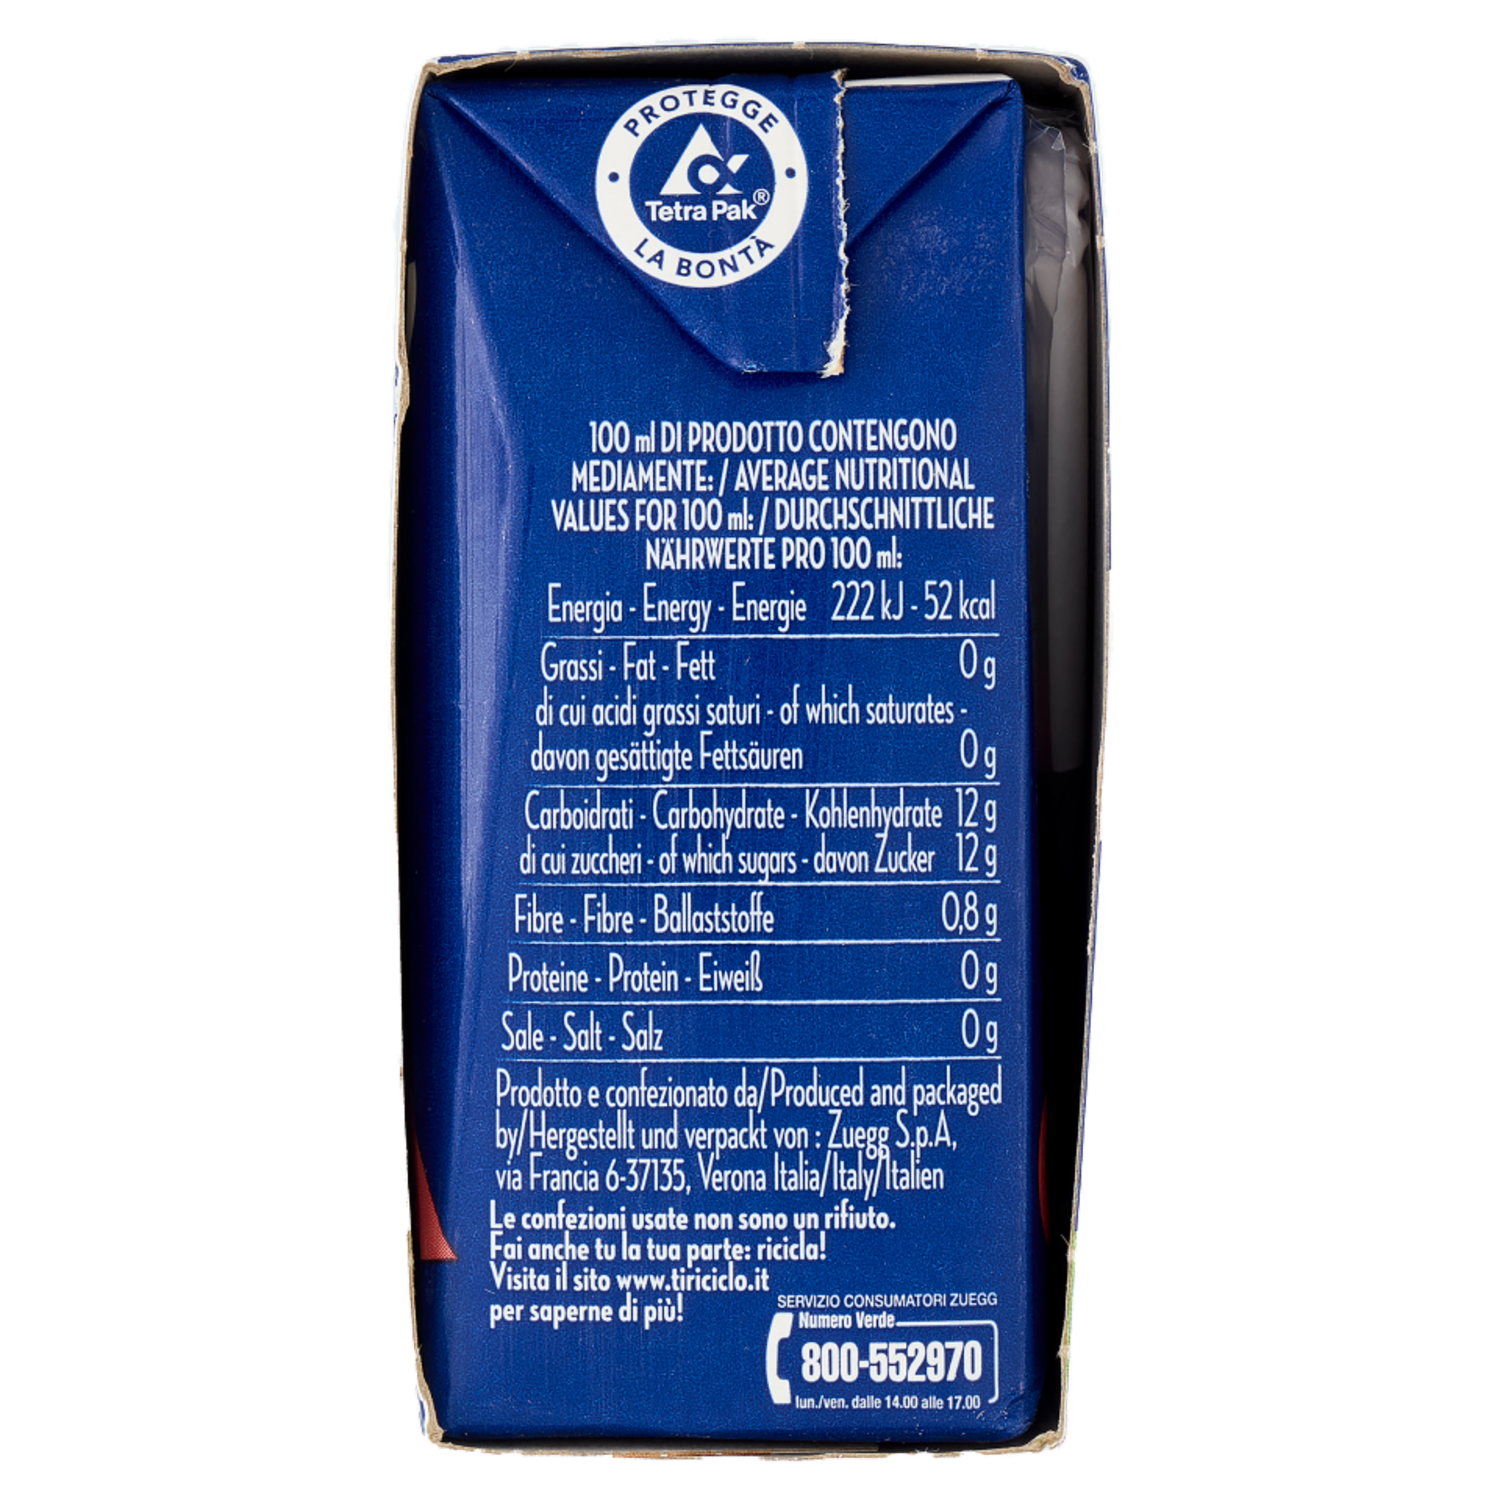 PROTEGGE
Tetra Pak®
LA BONTÀ
100 ml DI PRODOTTO CONTENGONO
MEDIAMENTE: / AVERAGE NUTRITIONAL
VALUES FOR 100 ml: / DURCHSCHNITTLICHE
NÄHRWERTE PRO 100 ml:
Energia - Energy - Energie 222 kJ - 52 kcal
Grassi - Fat - Fett 0 g
di cui acidi grassi saturi - of which saturates -
davon gesättigte Fettsäuren 0 g
Carboidrati - Carbohydrate - Kohlenhydrate 12 g
di cui zuccheri - of which sugars - davon Zucker 12 g
Fibre - Fibre - Ballaststoffe 0,8 g
Proteine - Protein - Eiweiß 0 g
Sale - Salt - Salz 0 g
Prodotto e confezionato da/Produced and packaged
by/Hergestellt und verpackt von : Zuegg S.p.A,
via Francia 6-37135, Verona Italia/Italy/Italien
Le confezioni usate non sono un rifiuto.
Fai anche tu la tua parte: ricicla!
Visita il sito www.tiriciclo.it
per saperne di più!
SERVIZIO CONSUMATORI ZUEGG
Numero Verde
800-552970
lun./ven. dalle 14.00 alle 17.00